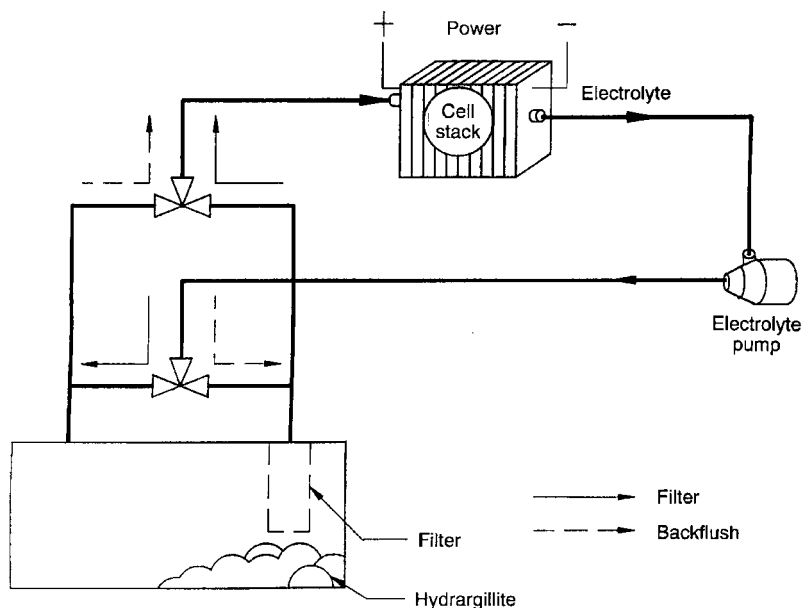 +
Power
−
Electrolyte
Cell
stack
Electrolyte
pump
Filter
Backflush
Filter
Hydrargillite